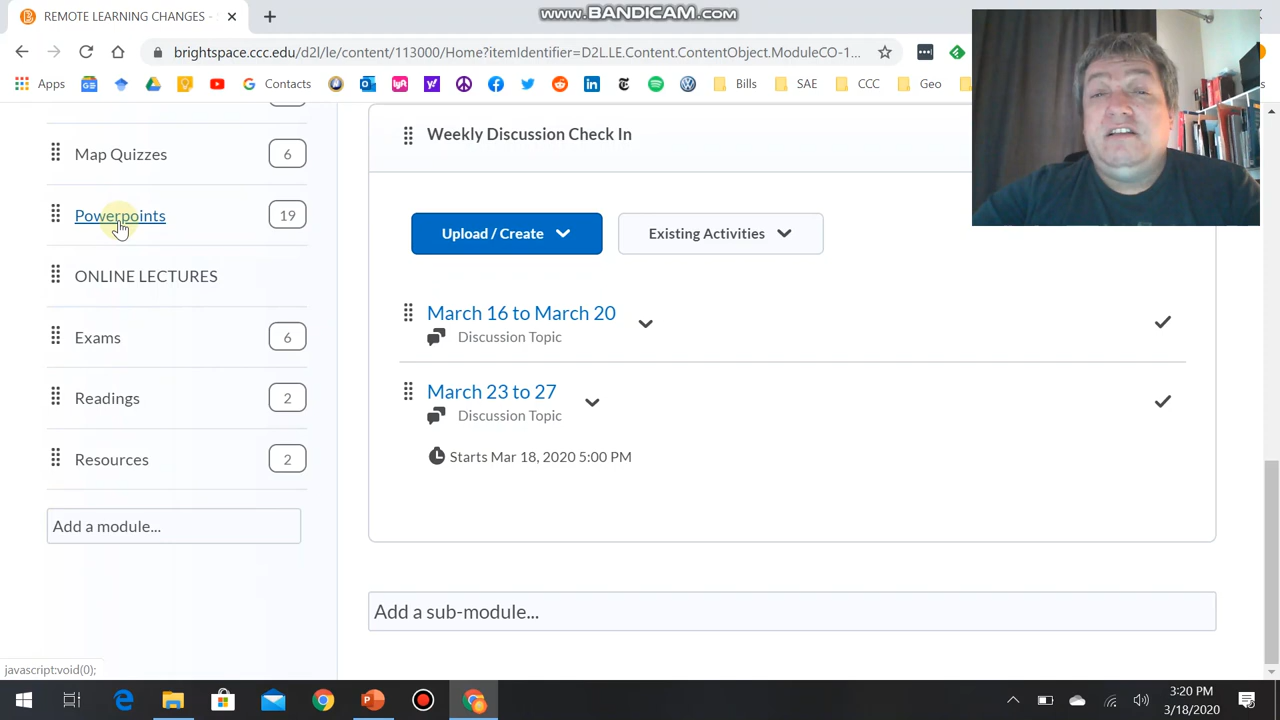 www.BANDICAM.com
REMOTE LEARNING CHANGES -
brightspace.ccc.edu/d2l/le/content/113000/Home?itemIdentifier=D2L.LE.Content.ContentObject.ModuleCO-1...
Apps
Contacts
Bills
SAE
CCC
Geo
Map Quizzes
6
Powerpoints
19
ONLINE LECTURES
Exams
6
Readings
2
Resources
2
Add a module...
Weekly Discussion Check In
Upload / Create
Existing Activities
March 16 to March 20
Discussion Topic
March 23 to 27
Discussion Topic
Starts Mar 18, 2020 5:00 PM
Add a sub-module...
javascript:void(0);
3:20 PM
3/18/2020